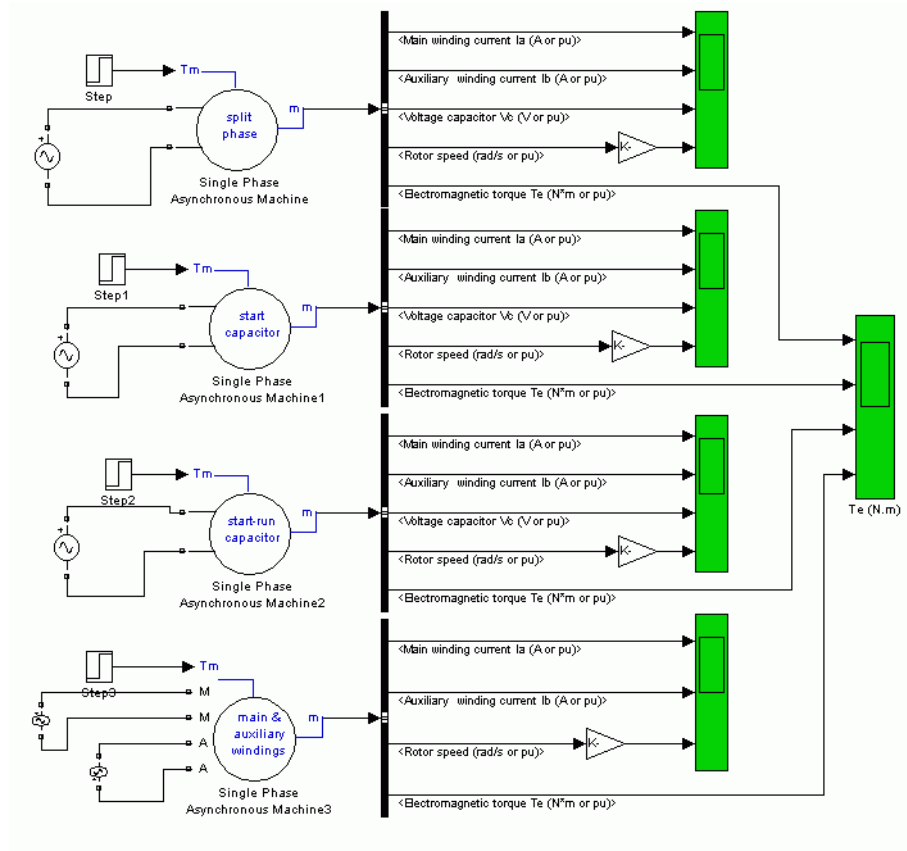 <Main winding current Ia (A or pu)>
Step
Tm
<Auxiliary winding current Ib (A or pu)>
split
phase
m
<Voltage capacitor Vc (V or pu)>
+
<Rotor speed (rad/s or pu)>
K-
Single Phase
Asynchronous Machine
<Electromagnetic torque Te (N*m or pu)>
<Main winding current Ia (A or pu)>
Step1
Tm
<Auxiliary winding current Ib (A or pu)>
start
capacitor
m
<Voltage capacitor Vc (V or pu)>
+
<Rotor speed (rad/s or pu)>
K-
Single Phase
Asynchronous Machine1
<Electromagnetic torque Te (N*m or pu)>
<Main winding current Ia (A or pu)>
Step2
Tm
<Auxiliary winding current Ib (A or pu)>
start-run
capacitor
m
<Voltage capacitor Vc (V or pu)>
+
<Rotor speed (rad/s or pu)>
K-
Single Phase
Asynchronous Machine2
<Electromagnetic torque Te (N*m or pu)>
Te (N.m)
<Main winding current Ia (A or pu)>
Step3
Tm
M
M
A
A
<Auxiliary winding current Ib (A or pu)>
main &
auxiliary
windings
m
<Rotor speed (rad/s or pu)>
K-
Single Phase
Asynchronous Machine3
<Electromagnetic torque Te (N*m or pu)>